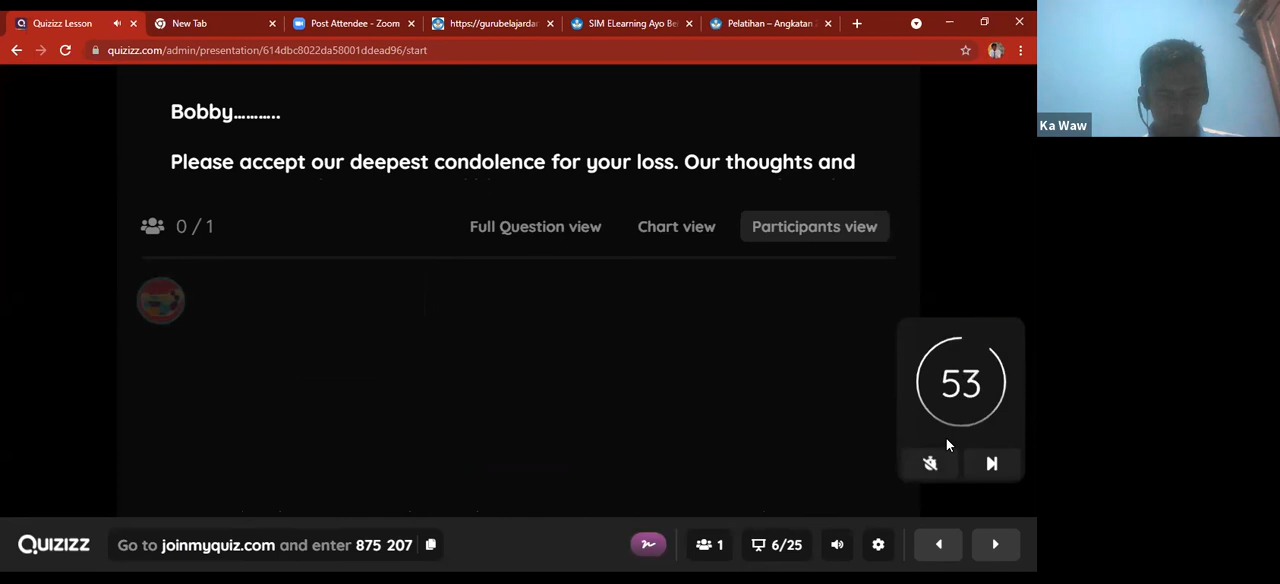 Quizizz Lesson
New Tab
Post Attendee - Zoom
https://gurubelajarda
SIM ELearning Ayo Be
Pelatihan – Angkatan
quizizz.com/admin/presentation/614dbc8022da58001ddead96/start
Ka Waw
Bobby...........
Please accept our deepest condolence for your loss. Our thoughts and
0 / 1
Full Question view
Chart view
Participants view
53
QUIZIZZ
Go to joinmyquiz.com and enter 875 207
1
6/25